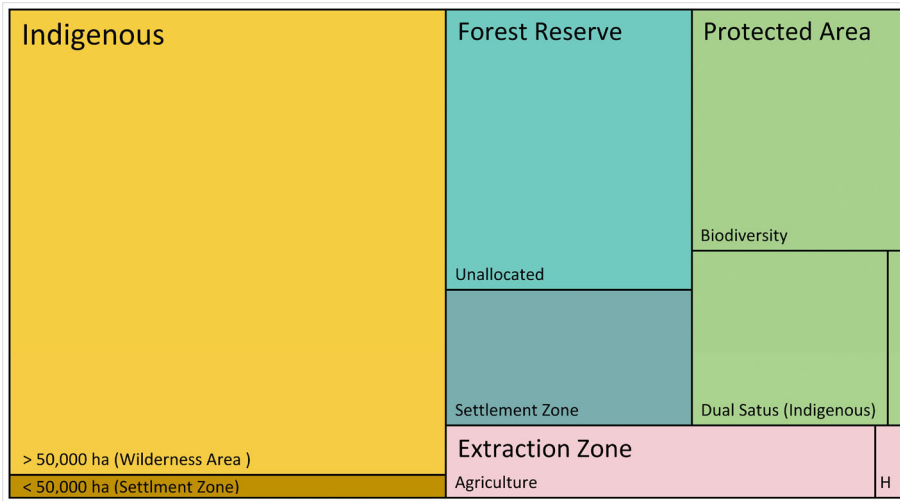 Indigenous
> 50,000 ha (Wilderness Area )
< 50,000 ha (Settlment Zone)
Forest Reserve
Unallocated
Settlement Zone
Protected Area
Biodiversity
Dual Satus (Indigenous)
Extraction Zone
Agriculture
H